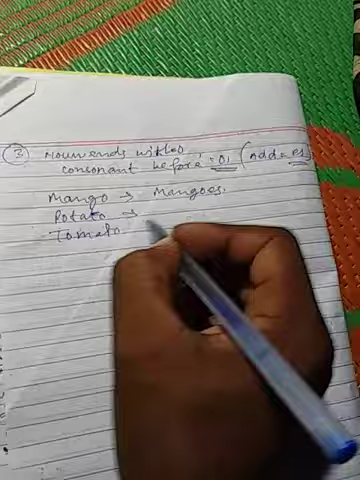 ③ Noun ends with o,
consonant before = o, (Add = es)
Mango → Mangoes.
Potato →
Tomato